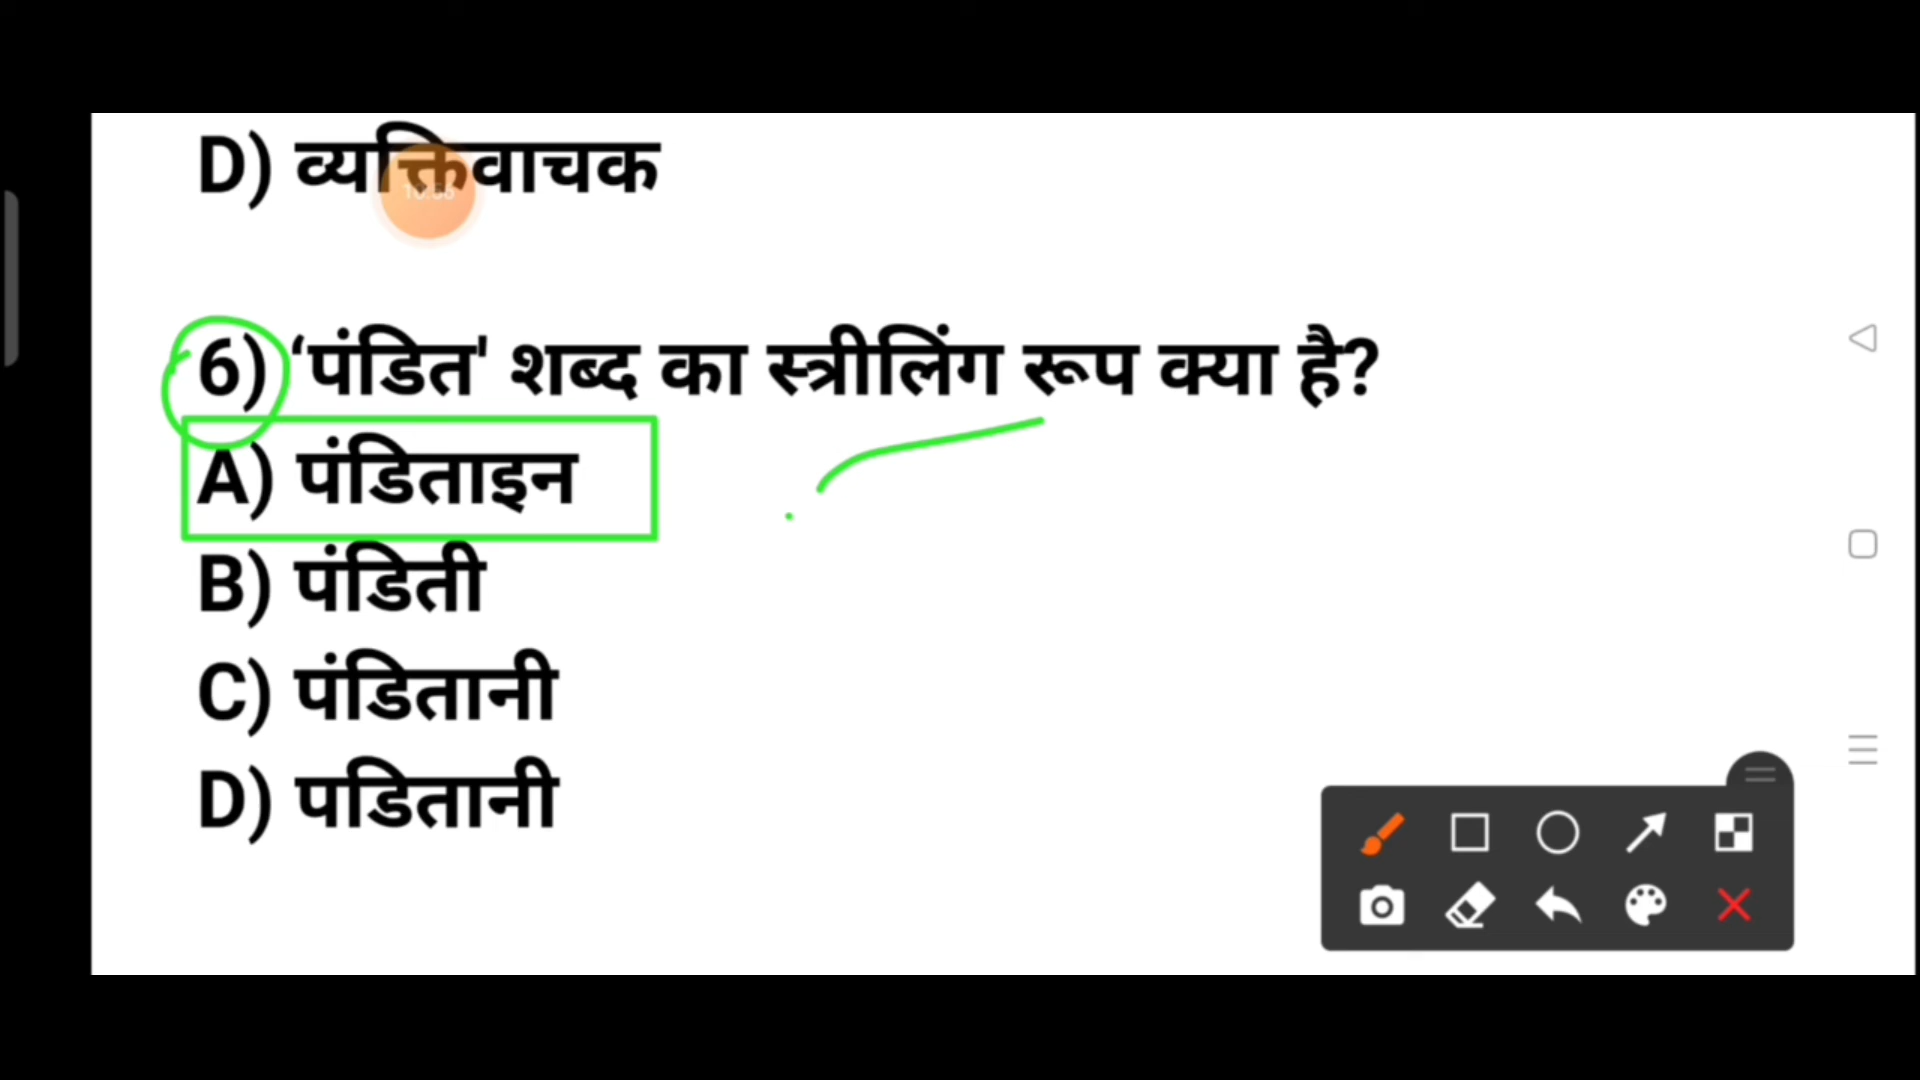 D) व्यक्तिवाचक
6) ‘पंडित' शब्द का स्त्रीलिंग रूप क्या है?
A) पंडिताइन
B) पंडिती
C) पंडितानी
D) पडितानी